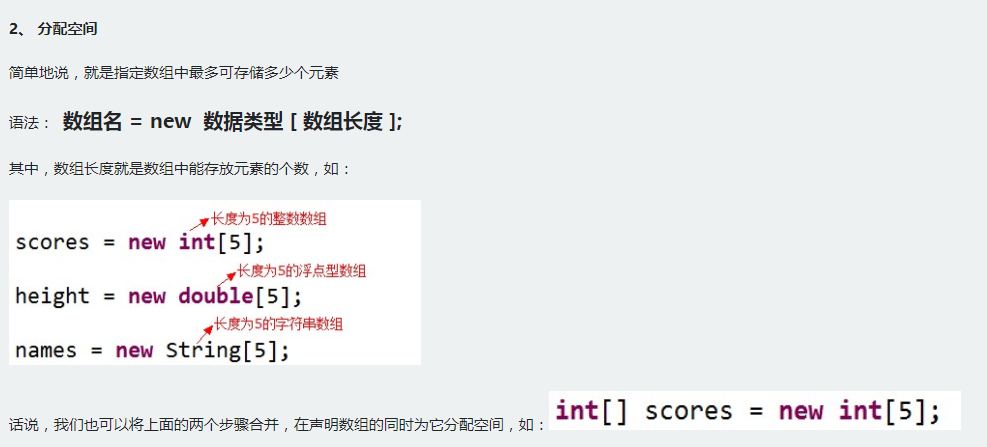 2、 分配空间
简单地说，就是指定数组中最多可存储多少个元素
语法： 数组名 = new 数据类型 [ 数组长度 ];
其中，数组长度就是数组中能存放元素的个数，如：
长度为5的整数数组
scores = new int[5];
长度为5的浮点型数组
height = new double[5];
长度为5的字符串数组
names = new String[5];
话说，我们也可以将上面的两个步骤合并，在声明数组的同时为它分配空间，如： int[] scores = new int[5];